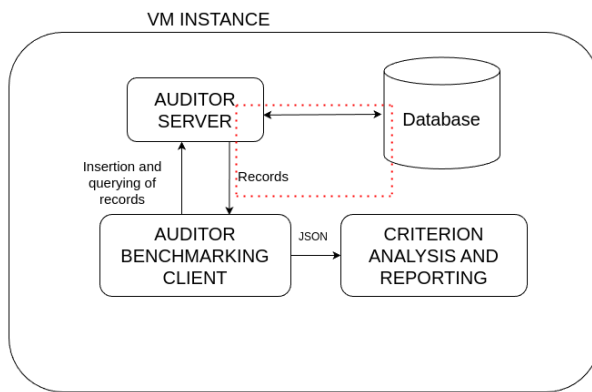 VM INSTANCE
AUDITOR
SERVER
Database
Insertion and
querying of
records
Records
AUDITOR
BENCHMARKING
CLIENT
JSON
CRITERION
ANALYSIS AND
REPORTING